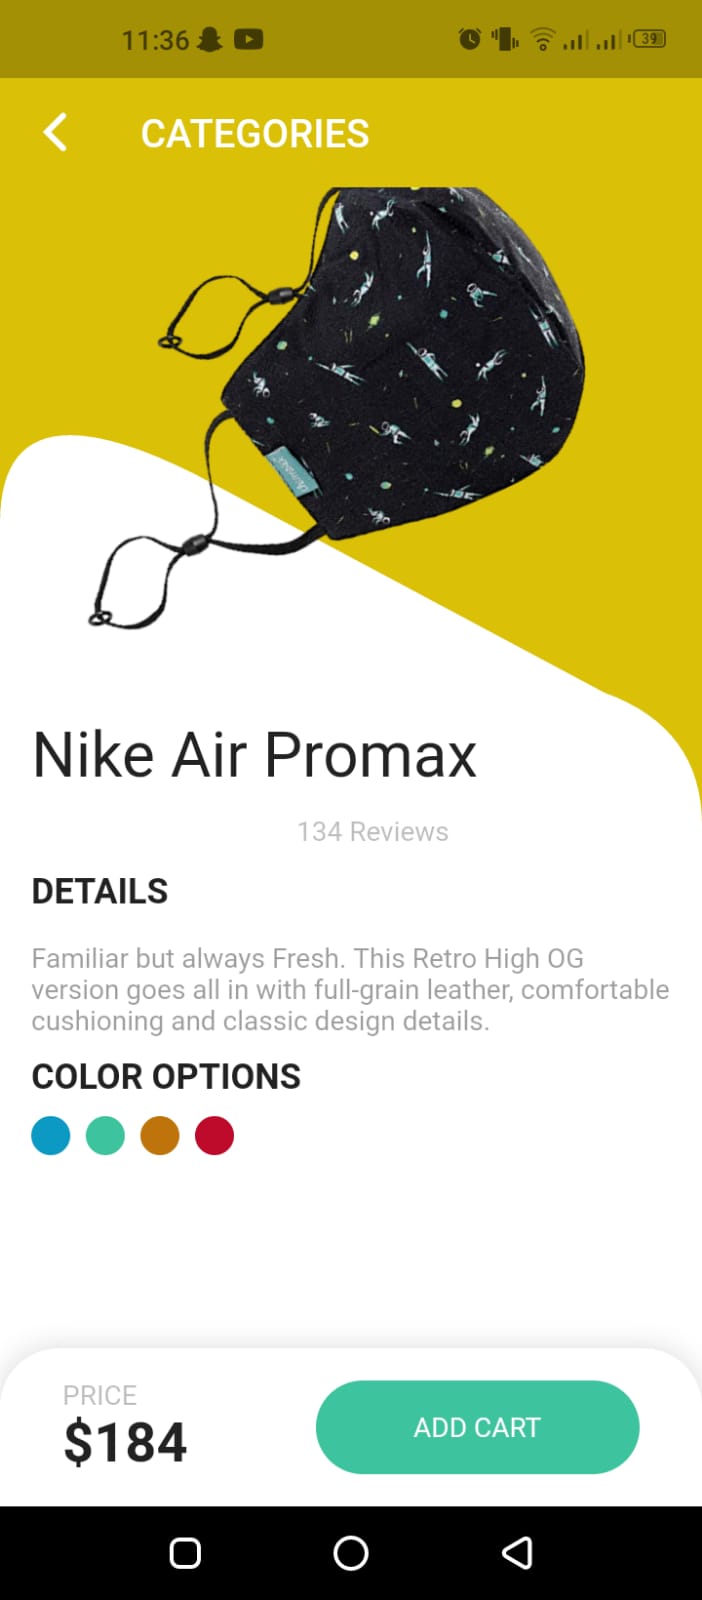 11:36
39
CATEGORIES
Nike Air Promax
134 Reviews
DETAILS
Familiar but always Fresh. This Retro High OG
version goes all in with full-grain leather, comfortable
cushioning and classic design details.
COLOR OPTIONS
PRICE
$184
ADD CART